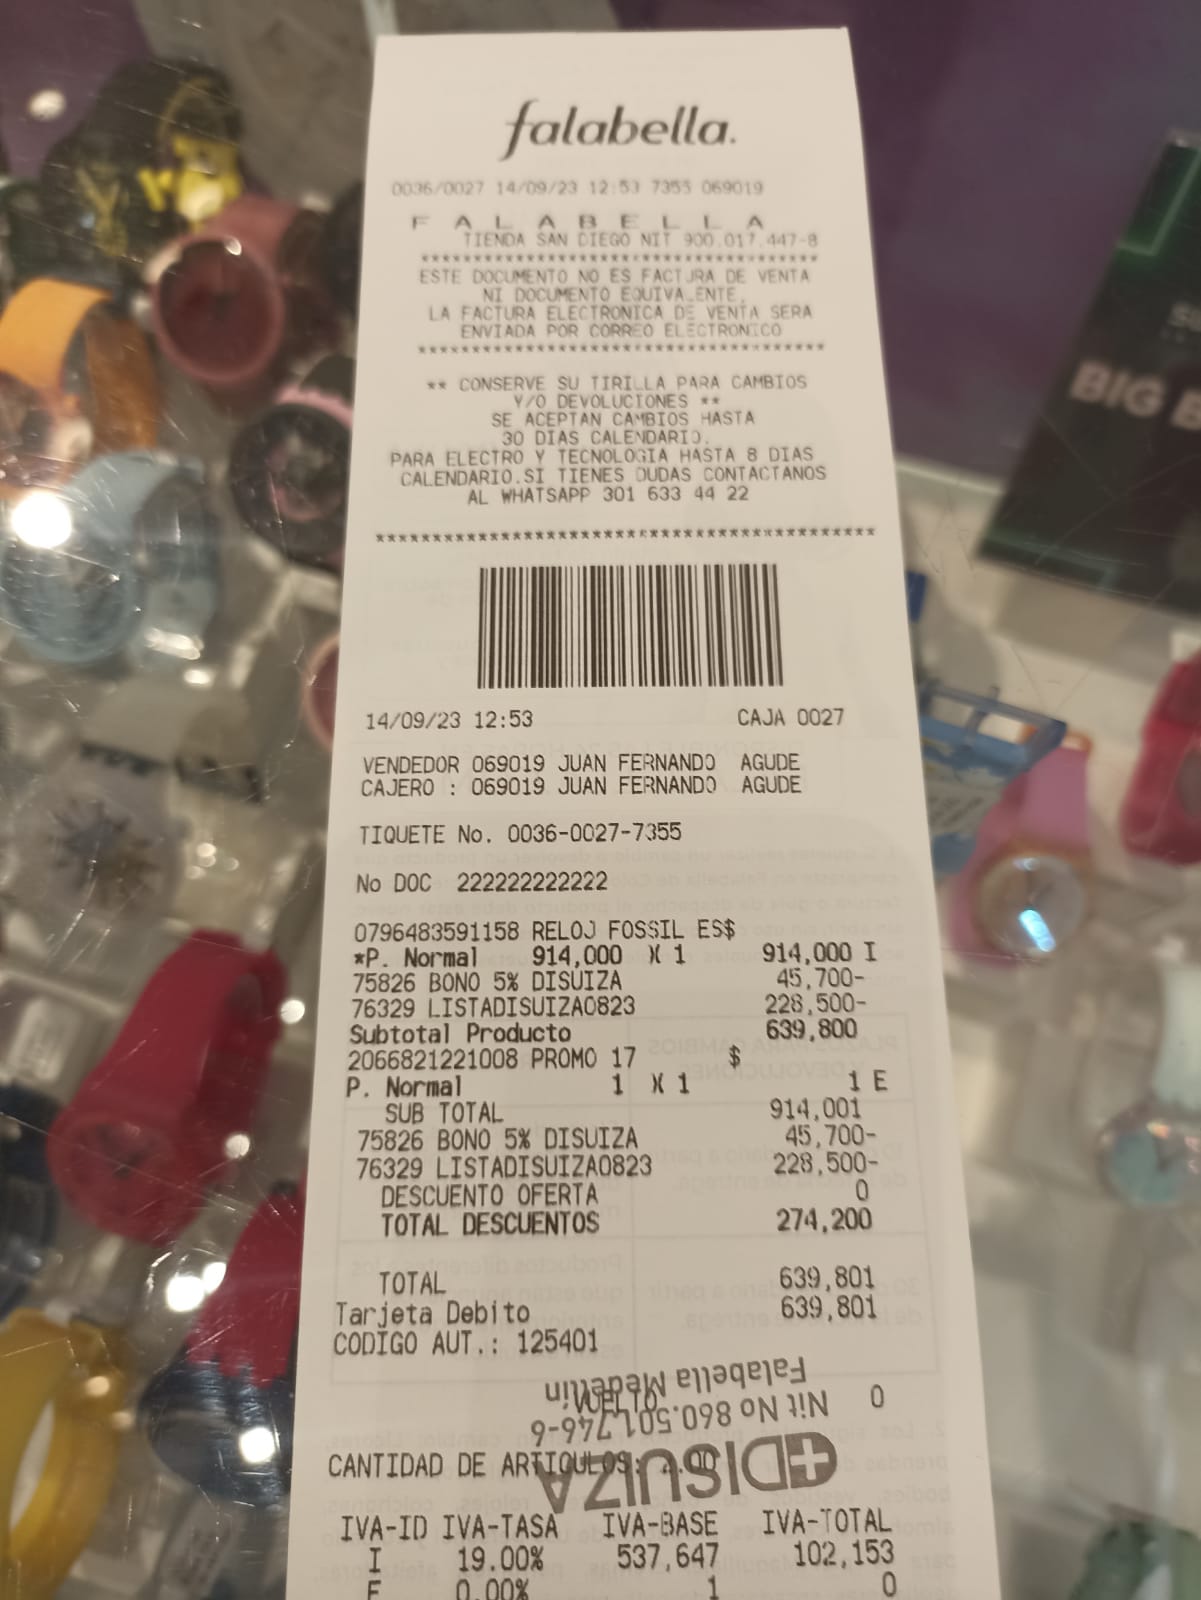 falabella.
0036/0027 14/09/23 12:53 7355 069019
F A L A B E L L A
TIENDA SAN DIEGO NIT 900.017.447-8
****************************************
ESTE DOCUMENTO NO ES FACTURA DE VENTA
NI DOCUMENTO EQUIVALENTE,
LA FACTURA ELECTRONICA DE VENTA SERA
ENVIADA POR CORREO ELECTRONICO
****************************************
** CONSERVE SU TIRILLA PARA CAMBIOS
Y/O DEVOLUCIONES **
SE ACEPTAN CAMBIOS HASTA
30 DIAS CALENDARIO.
PARA ELECTRO Y TECNOLOGIA HASTA 8 DIAS
CALENDARIO.SI TIENES DUDAS CONTACTANOS
AL WHATSAPP 301 633 44 22
********************************************
14/09/23 12:53 CAJA 0027
VENDEDOR 069019 JUAN FERNANDO AGUDE
CAJERO : 069019 JUAN FERNANDO AGUDE
TIQUETE No. 0036-0027-7355
No DOC 222222222222
0796483591158 RELOJ FOSSIL ES$
*P. Normal 914,000 X 1 914,000 I
75826 BONO 5% DISUIZA 45,700-
76329 LISTADISUIZA0823 228,500-
Subtotal Producto 639,800
2066821221008 PROMO 17 $
P. Normal 1 X 1 1 E
SUB TOTAL 914,001
75826 BONO 5% DISUIZA 45,700-
76329 LISTADISUIZA0823 228,500-
DESCUENTO OFERTA 0
TOTAL DESCUENTOS 274,200
TOTAL 639,801
Tarjeta Debito 639,801
CODIGO AUT.: 125401
VUELTO 0
CANTIDAD DE ARTICULOS: 2.00
IVA-ID IVA-TASA IVA-BASE IVA-TOTAL
I 19.00% 537,647 102,153
E 0.00% 1 0
DISUIZA
Nit No 860.501.746-6
Falabella Medellín
BIG B